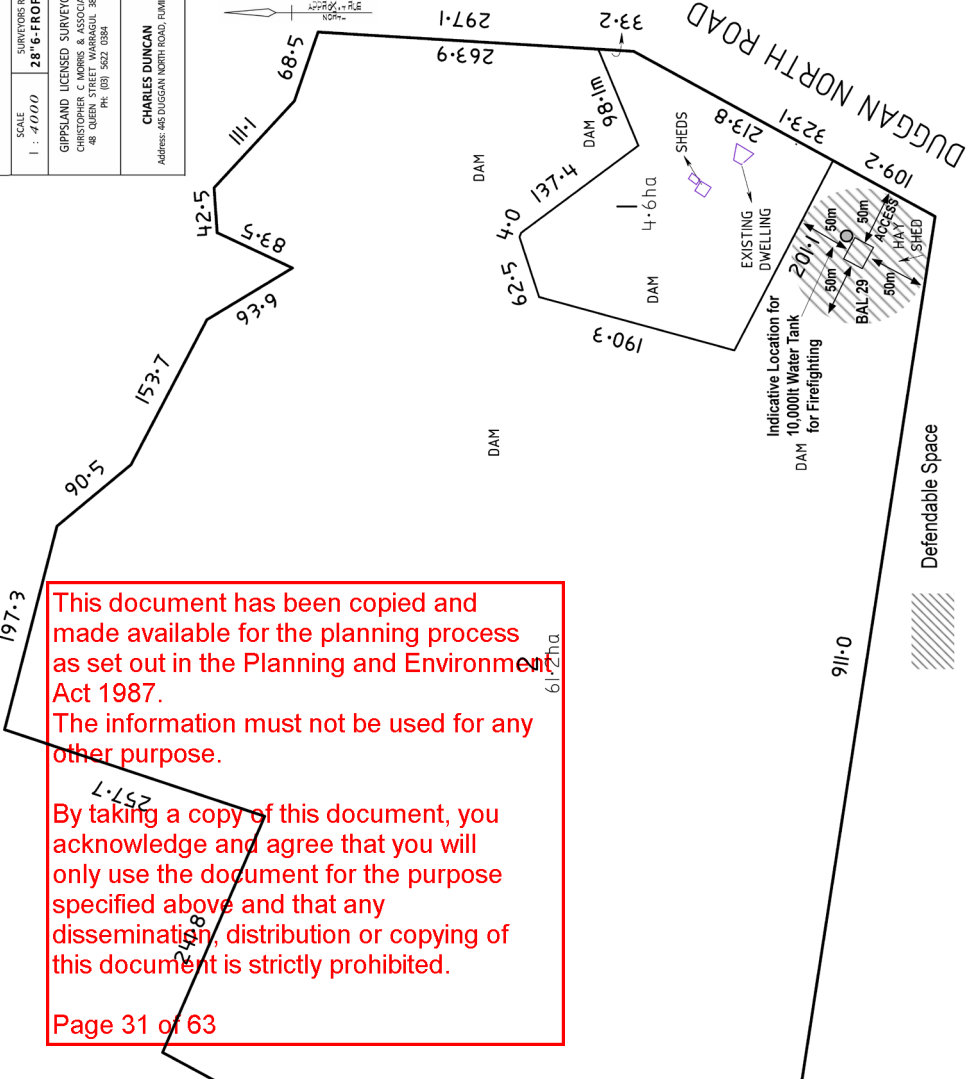 SCALE
1 : 4000
SURVEYORS
28"6-FROP
GIPPSLAND LICENSED
CHRISTOPHER C MORRIS &
48 QUEEN STREET WARRAGUL
PH: (03) 5622 0384
CHARLES DUNCAN
Address: 445 DUGGAN NORTH ROAD,
APPROX. TRUE
NORTH
297·1
263·9
33·2
68·5
111·1
42·5
83·5
93·9
153·7
90·5
197·3
257·7
98·1m
137·4
4·0
62·5
190·3
201·1
213·8
323·1
109·2
911·0
DUGGAN NORTH ROAD
DAM
DAM
DAM
DAM
DAM
SHEDS
1
4·6ha
EXISTING
DWELLING
50m
50m
50m
50m
ACCESS
HAY
SHED
BAL 29
Indicative Location for
10,000lt Water Tank
for Firefighting
Defendable Space
2
61·2ha
This document has been copied and
made available for the planning process
as set out in the Planning and Environment
Act 1987.
The information must not be used for any
other purpose.
By taking a copy of this document, you
acknowledge and agree that you will
only use the document for the purpose
specified above and that any
dissemination, distribution or copying of
this document is strictly prohibited.
Page 31 of 63